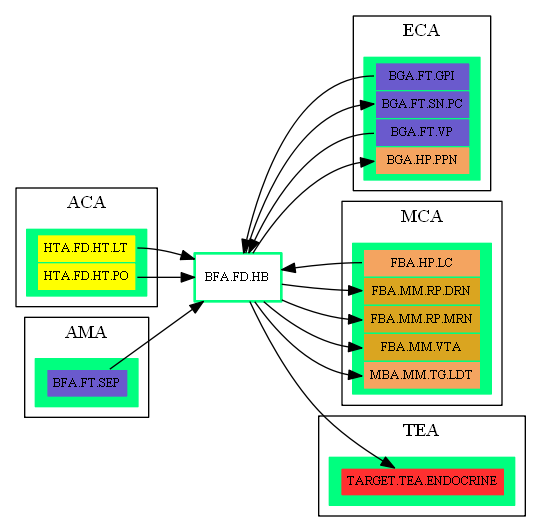 ECA
BGA.FT.GPI
BGA.FT.SN.PC
BGA.FT.VP
BGA.HP.PPN
ACA
HTA.FD.HT.LT
HTA.FD.HT.PO
MCA
FBA.HP.LC
FBA.MM.RP.DRN
FBA.MM.RP.MRN
FBA.MM.VTA
MBA.MM.TG.LDT
BFA.FD.HB
AMA
BFA.FT.SEP
TEA
TARGET.TEA.ENDOCRINE